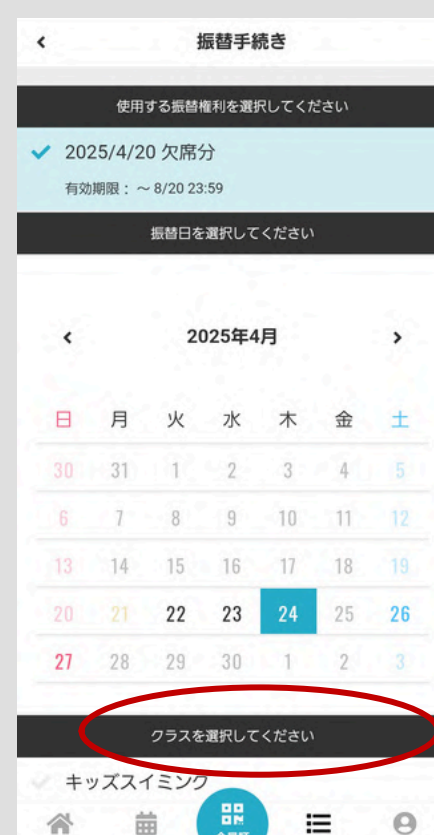 振替手続き
使用する振替権利を選択してください
2025/4/20 欠席分
有効期限：～ 8/20 23:59
振替日を選択してください
2025年4月
日 月 火 水 木 金 土
30 31 1 2 3 4 5
6 7 8 9 10 11 12
13 14 15 16 17 18 19
20 21 22 23 24 25 26
27 28 29 30 1 2 3
クラスを選択してください
キッズスイミング